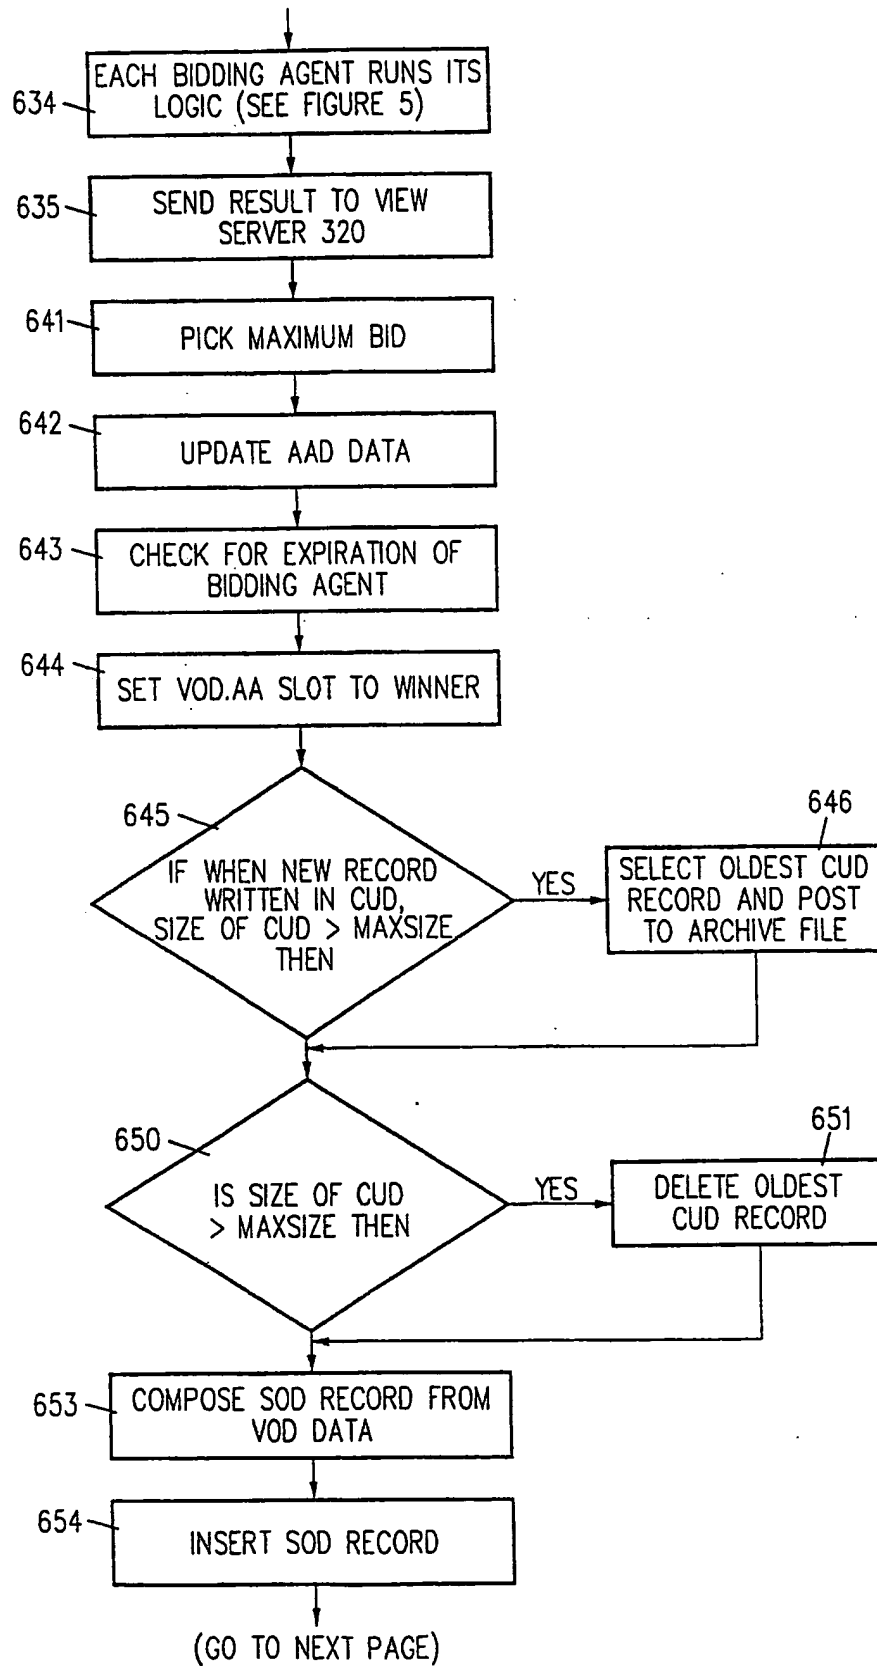 EACH BIDDING AGENT RUNS ITS
LOGIC (SEE FIGURE 5)
634
SEND RESULT TO VIEW
SERVER 320
635
641
PICK MAXIMUM BID
642
UPDATE AAD DATA
643
CHECK FOR EXPIRATION OF
BIDDING AGENT
644
SET VOD.AA SLOT TO WINNER
645
IF WHEN NEW RECORD
WRITTEN IN CUD,
SIZE OF CUD > MAXSIZE
THEN
YES
646
SELECT OLDEST CUD
RECORD AND POST
TO ARCHIVE FILE
650
IS SIZE OF CUD
> MAXSIZE THEN
YES
651
DELETE OLDEST
CUD RECORD
653
COMPOSE SOD RECORD FROM
VOD DATA
654
INSERT SOD RECORD
(GO TO NEXT PAGE)